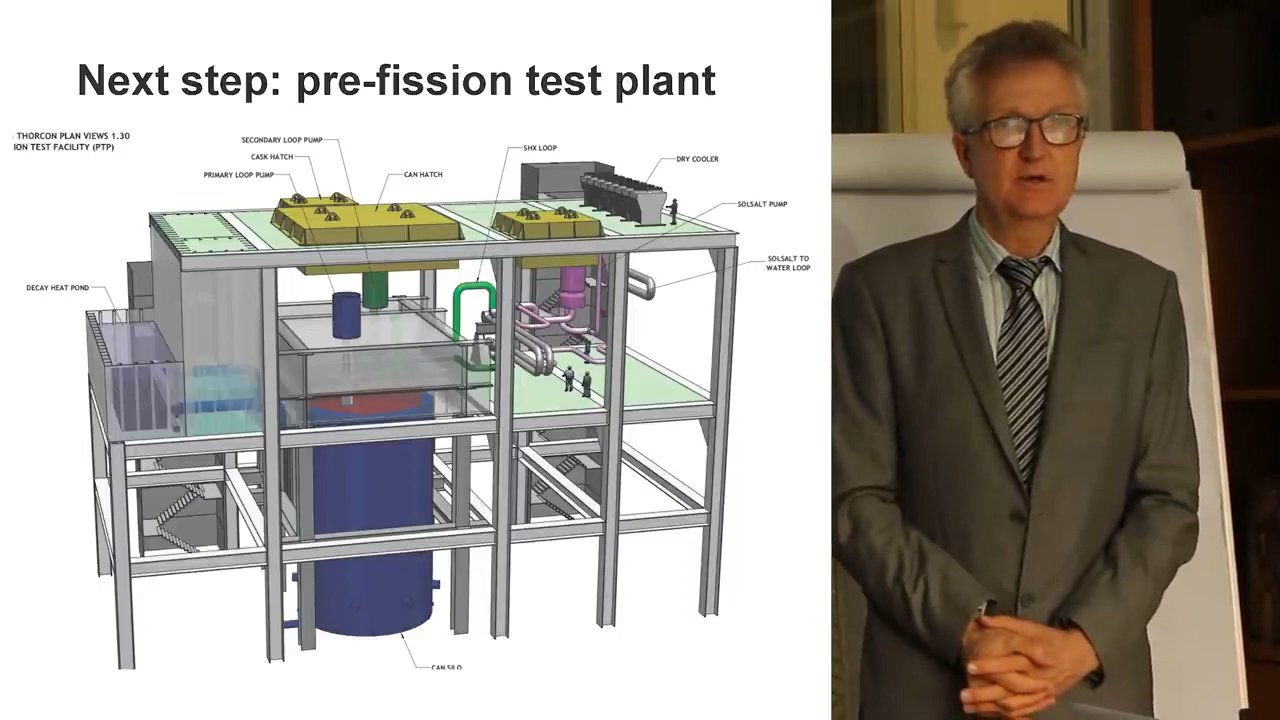 Next step: pre-fission test plant
THORCON PLAN VIEWS 1.30
ION TEST FACILITY (PTP)
SECONDARY LOOP PUMP
CASK HATCH
PRIMARY LOOP PUMP
CAN HATCH
SHX LOOP
DRY COOLER
SOLSALT PUMP
SOLSALT TO
WATER LOOP
DECAY HEAT POND
CAN SILO